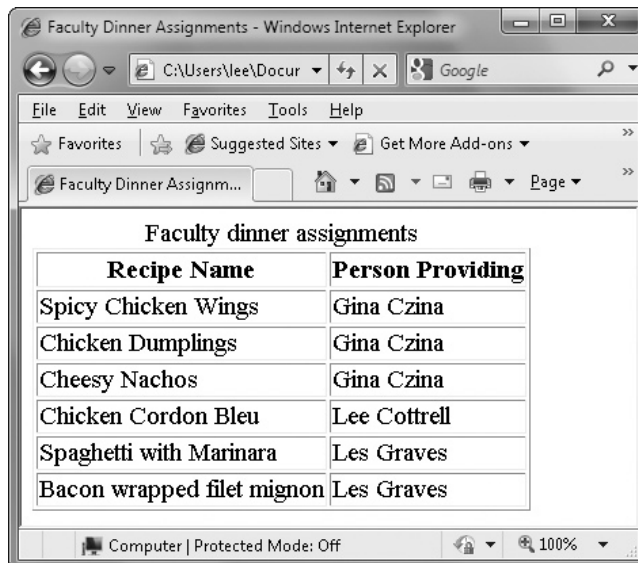 Faculty Dinner Assignments - Windows Internet Explorer
C:\Users\lee\Docur
Google
File Edit View Favorites Tools Help
Favorites Suggested Sites Get More Add-ons »
Faculty Dinner Assignm... Page »
Faculty dinner assignments
Recipe Name Person Providing
Spicy Chicken Wings Gina Czina
Chicken Dumplings Gina Czina
Cheesy Nachos Gina Czina
Chicken Cordon Bleu Lee Cottrell
Spaghetti with Marinara Les Graves
Bacon wrapped filet mignon Les Graves
Computer | Protected Mode: Off 100%